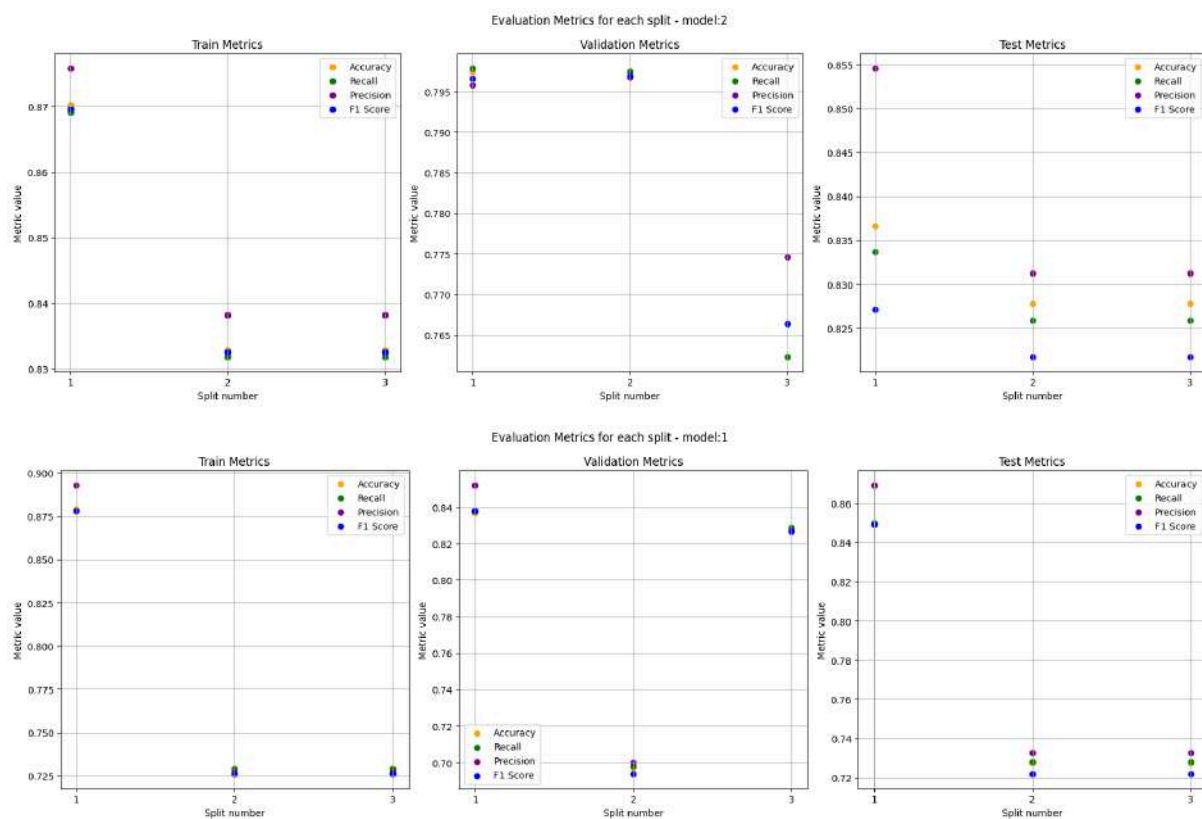 Evaluation Metrics for each split - model:2
Train Metrics
Metric value
0.87
0.86
0.85
0.84
0.83
1 2 3
Split number
Accuracy
Recall
Precision
F1 Score
Validation Metrics
Metric value
0.795
0.790
0.785
0.780
0.775
0.770
0.765
1 2 3
Split number
Accuracy
Recall
Precision
F1 Score
Test Metrics
Metric value
0.855
0.850
0.845
0.840
0.835
0.830
0.825
1 2 3
Split number
Accuracy
Recall
Precision
F1 Score
Evaluation Metrics for each split - model:1
Train Metrics
Metric value
0.900
0.875
0.850
0.825
0.800
0.775
0.750
0.725
1 2 3
Split number
Accuracy
Recall
Precision
F1 Score
Validation Metrics
Metric value
0.84
0.82
0.80
0.78
0.76
0.74
0.72
0.70
1 2 3
Split number
Accuracy
Recall
Precision
F1 Score
Test Metrics
Metric value
0.86
0.84
0.82
0.80
0.78
0.76
0.74
0.72
1 2 3
Split number
Accuracy
Recall
Precision
F1 Score